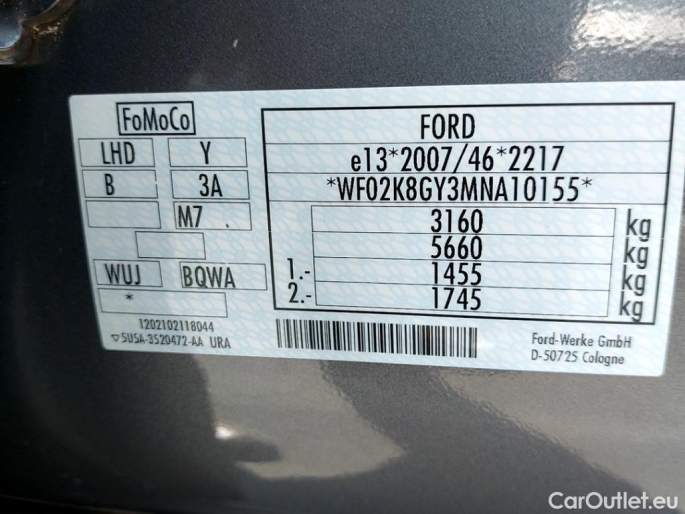 FoMoCo
LHD Y
B 3A
M7 .
WUJ BQWA
*
1202102118044
SU5A-3520472-AA URA
FORD
e13*2007/46*2217
*WF02K8GY3MNA10155*
3160 kg
5660 kg
1.- 1455 kg
2.- 1745 kg
Ford-Werke GmbH
D-50725 Cologne
CarOutlet.eu